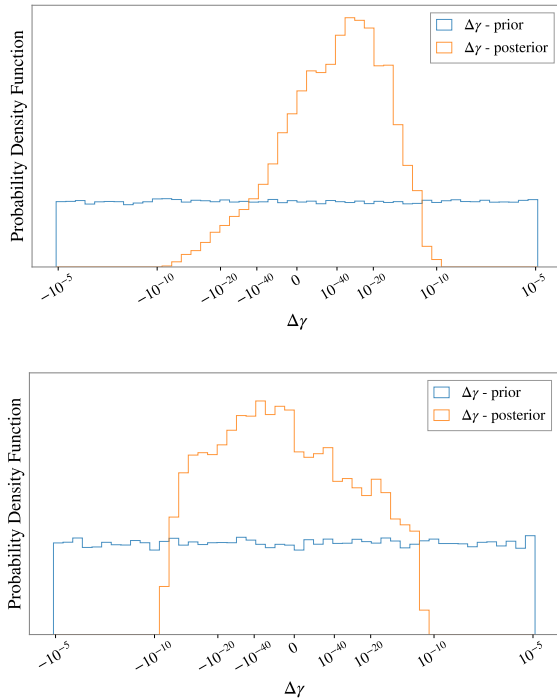 Δγ - prior
Δγ - posterior
Probability Density Function
−10⁻⁵ −10⁻¹⁰ −10⁻²⁰ −10⁻⁴⁰ 0 10⁻⁴⁰ 10⁻²⁰ 10⁻¹⁰ 10⁻⁵
Δγ
Δγ - prior
Δγ - posterior
Probability Density Function
−10⁻⁵ −10⁻¹⁰ −10⁻²⁰ −10⁻⁴⁰ 0 10⁻⁴⁰ 10⁻²⁰ 10⁻¹⁰ 10⁻⁵
Δγ